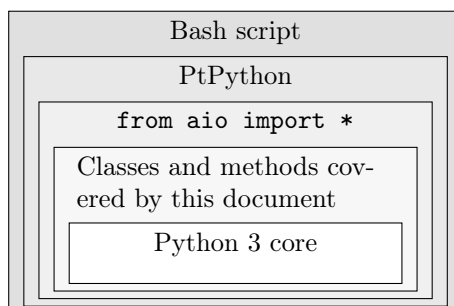 Bash script
PtPython
from aio import *
Classes and methods cov-
ered by this document
Python 3 core